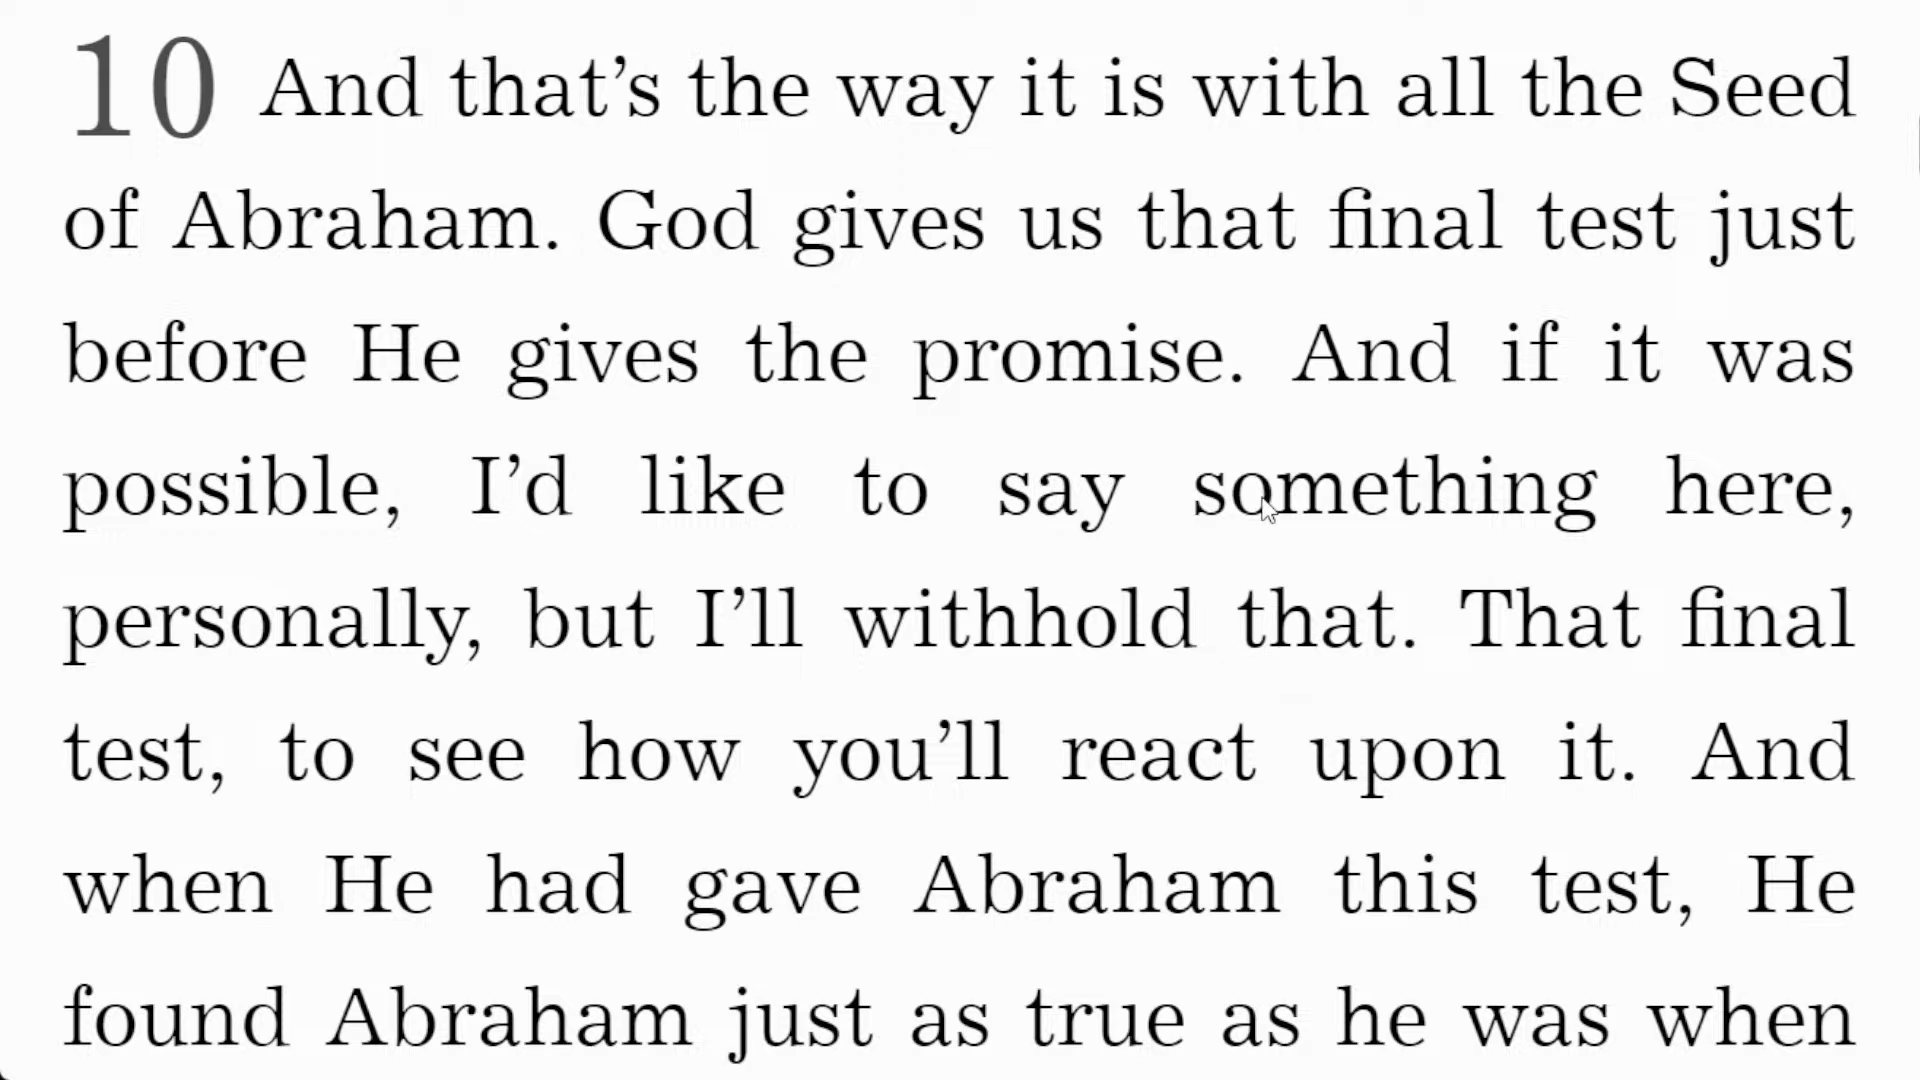 10 And that’s the way it is with all the Seed
of Abraham. God gives us that final test just
before He gives the promise. And if it was
possible, I’d like to say something here,
personally, but I’ll withhold that. That final
test, to see how you’ll react upon it. And
when He had gave Abraham this test, He
found Abraham just as true as he was when